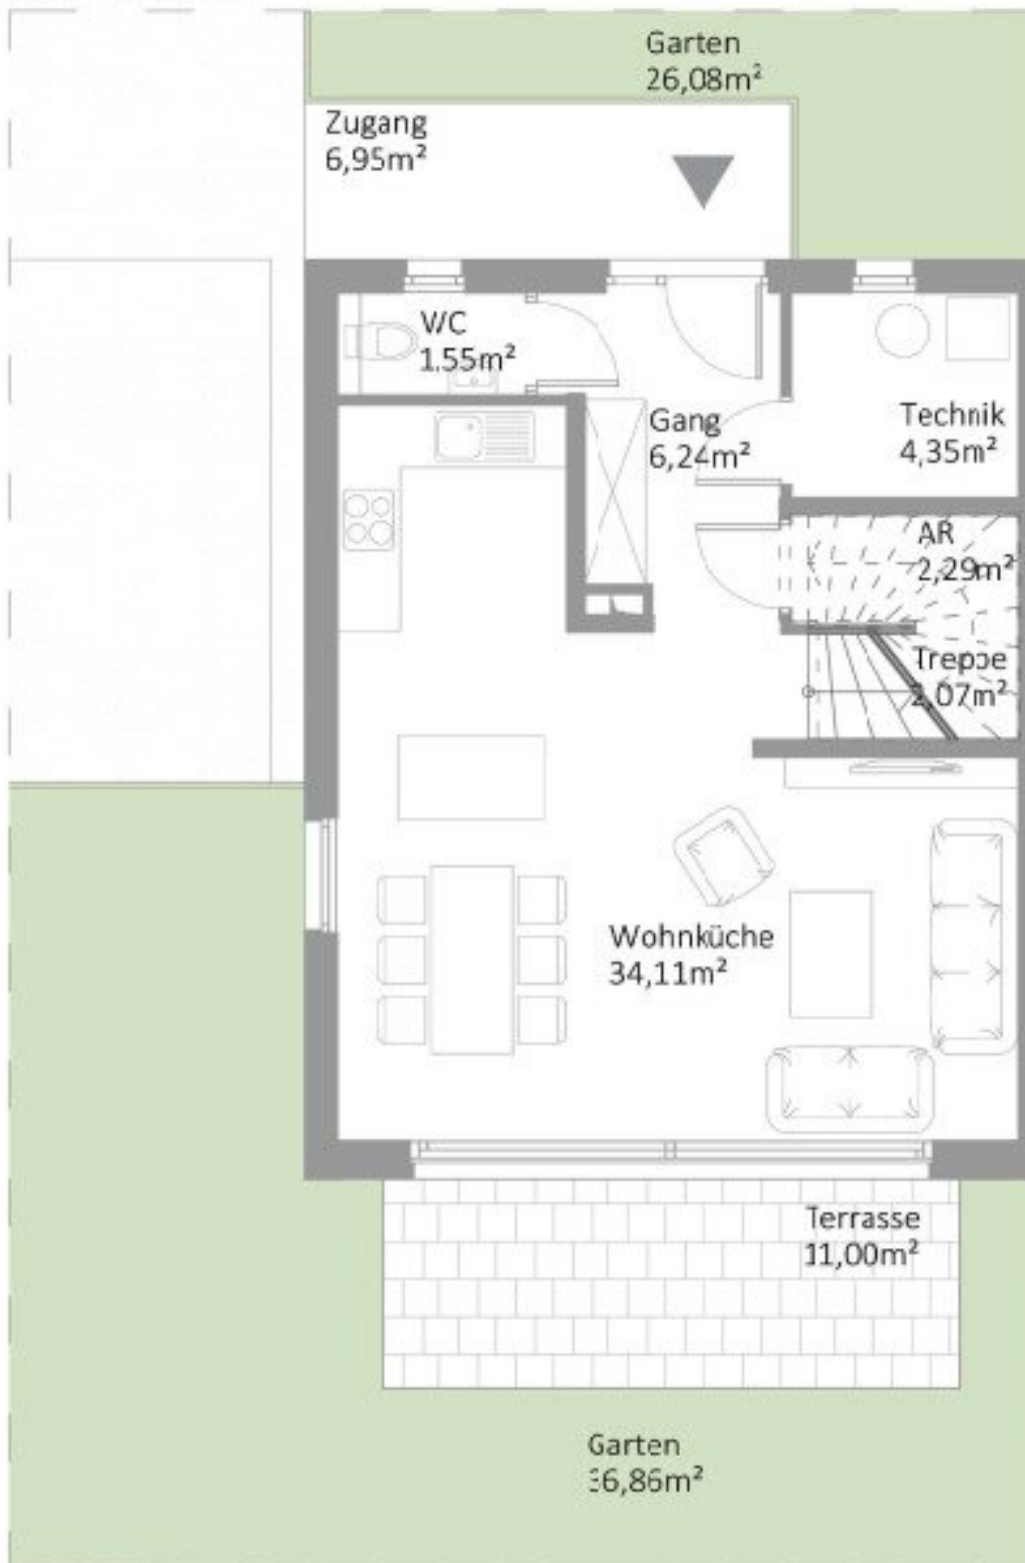 Garten
26,08m²
Zugang
6,95m²
WC
1,55m²
Gang
6,24m²
Technik
4,35m²
AR
2,29m²
Treppe
2,07m²
Wohnküche
34,11m²
Terrasse
11,00m²
Garten